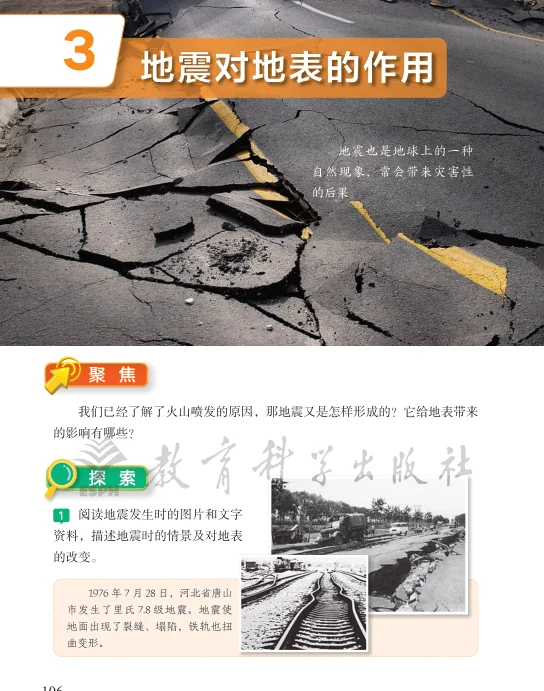 3
地震对地表的作用
地震也是地球上的一种
自然现象，常会带来灾害性
的后果
聚焦
我们已经了解了火山喷发的原因，那地震又是怎样形成的？它给地表带来
的影响有哪些？
教育科学出版社
ESPH
探索
1 阅读地震发生时的图片和文字
资料，描述地震时的情景及对地表
的改变。
1976 年 7 月 28 日，河北省唐山
市发生了里氏 7.8 级地震。地震使
地面出现了裂缝、塌陷，铁轨也扭
曲变形。
106